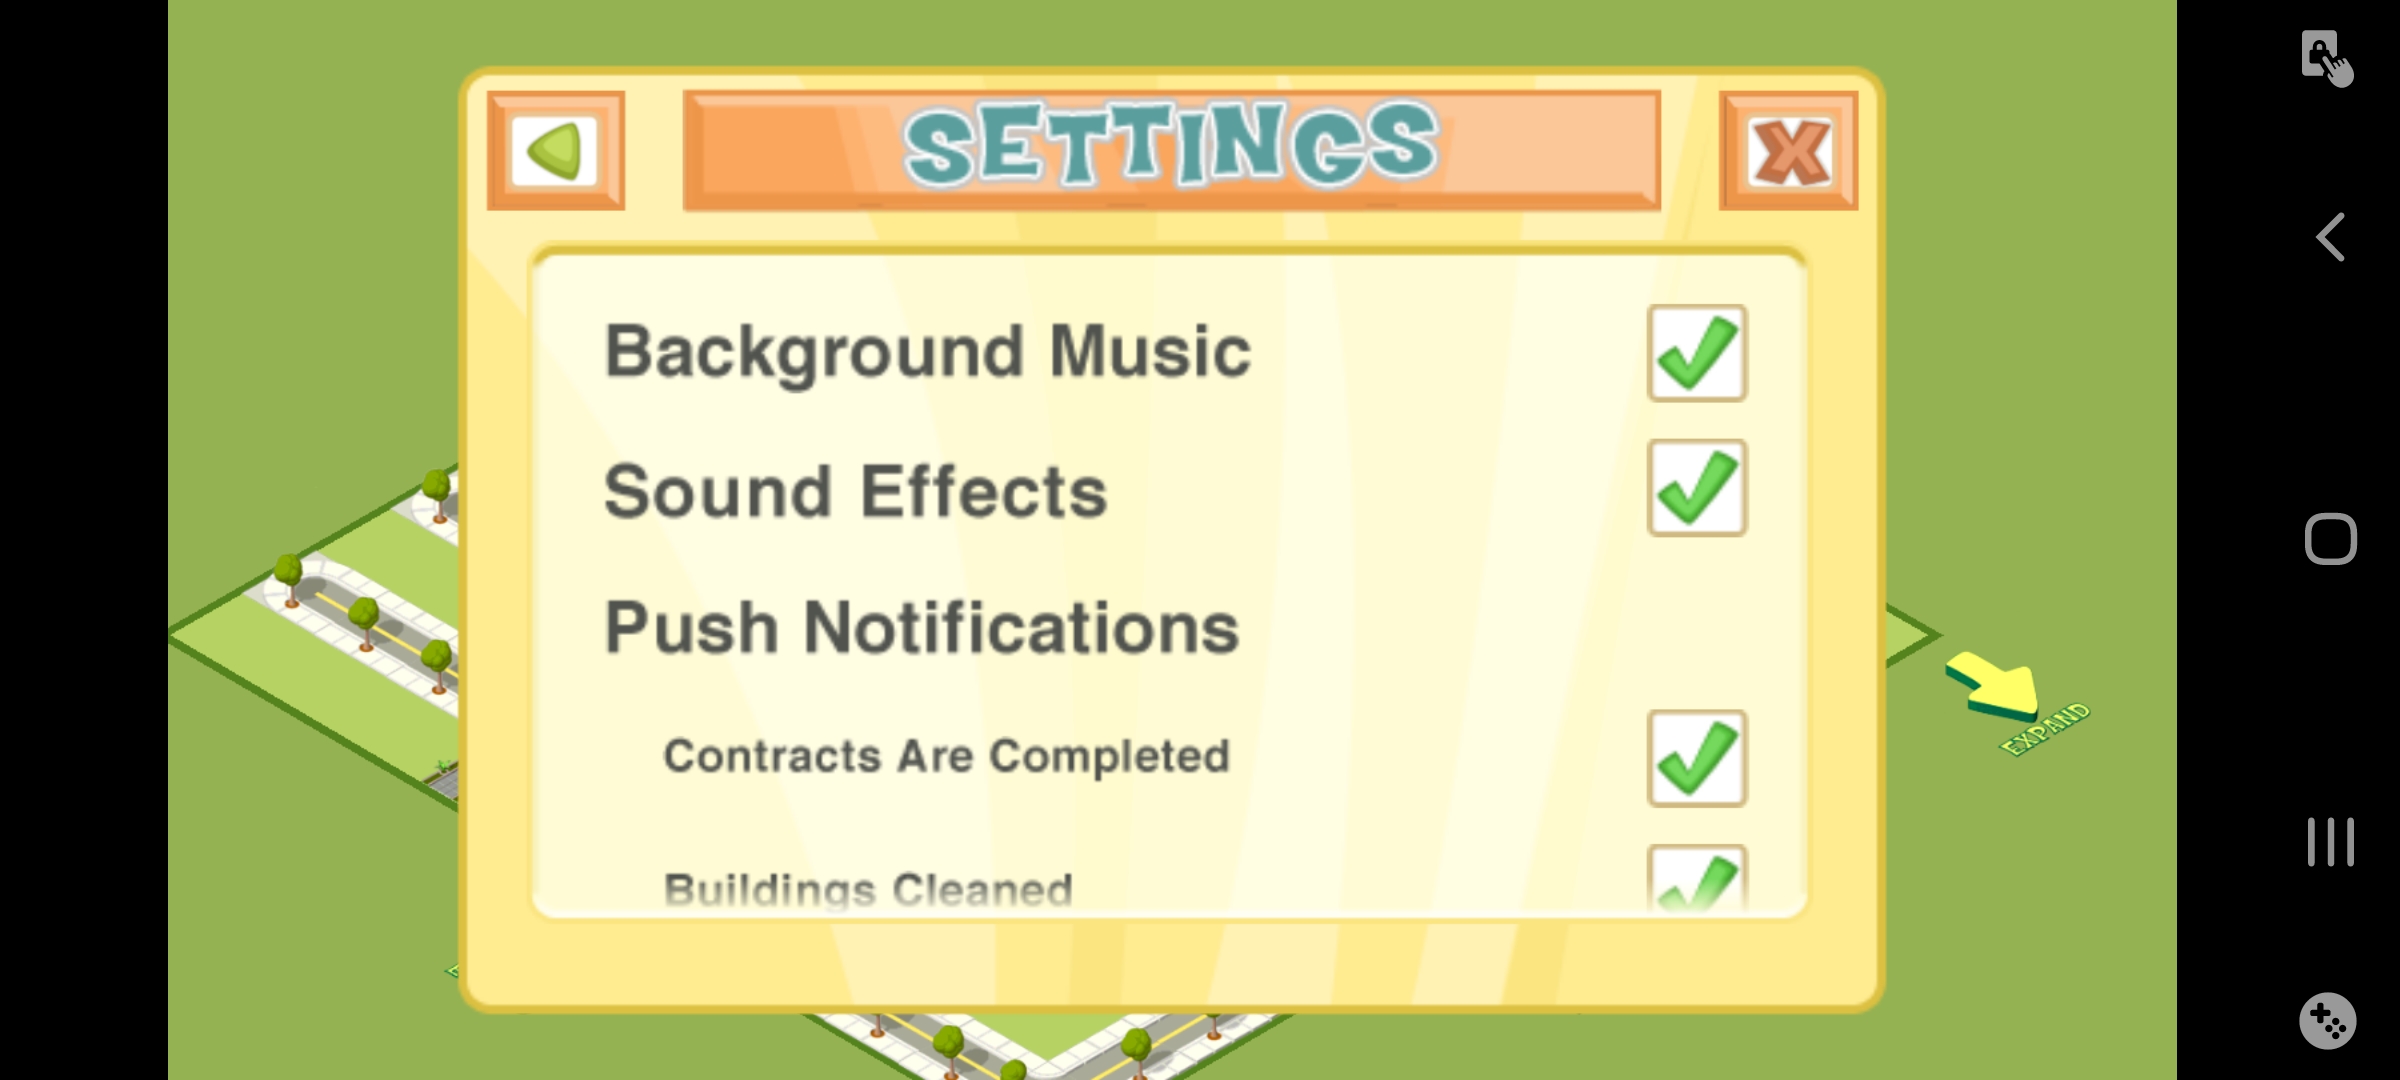 SETTINGS
Background Music
Sound Effects
Push Notifications
Contracts Are Completed
Buildings Cleaned
EXPAND